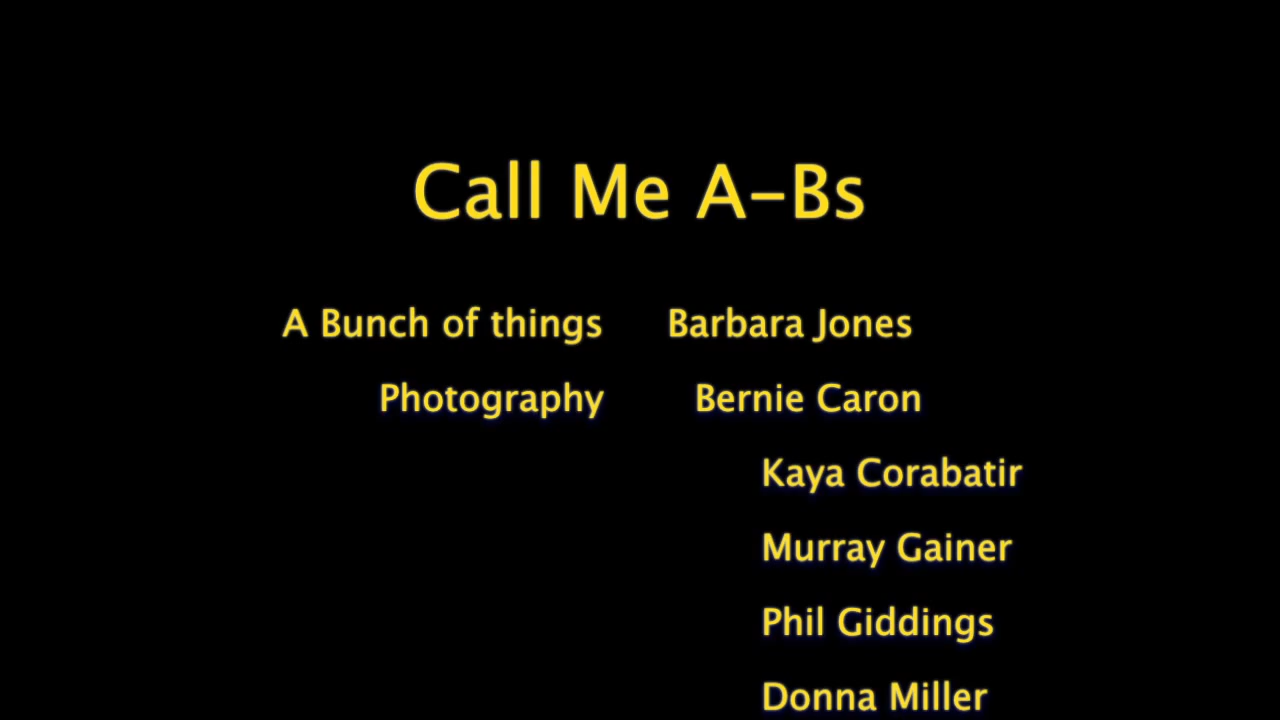 Call Me A-Bs
A Bunch of things Barbara Jones
Photography Bernie Caron
Kaya Corabatir
Murray Gainer
Phil Giddings
Donna Miller